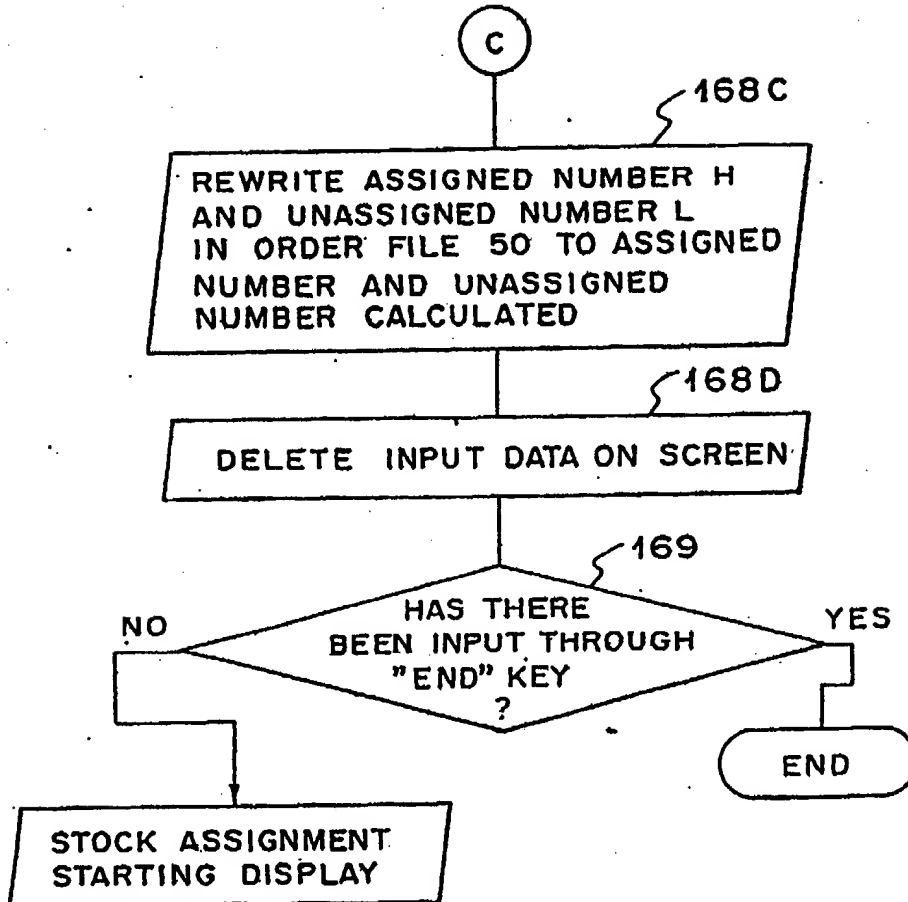 C
168C
REWRITE ASSIGNED NUMBER H
AND UNASSIGNED NUMBER L
IN ORDER FILE 50 TO ASSIGNED
NUMBER AND UNASSIGNED
NUMBER CALCULATED
168D
DELETE INPUT DATA ON SCREEN
169
HAS THERE
BEEN INPUT THROUGH
"END" KEY
?
NO
YES
END
STOCK ASSIGNMENT
STARTING DISPLAY